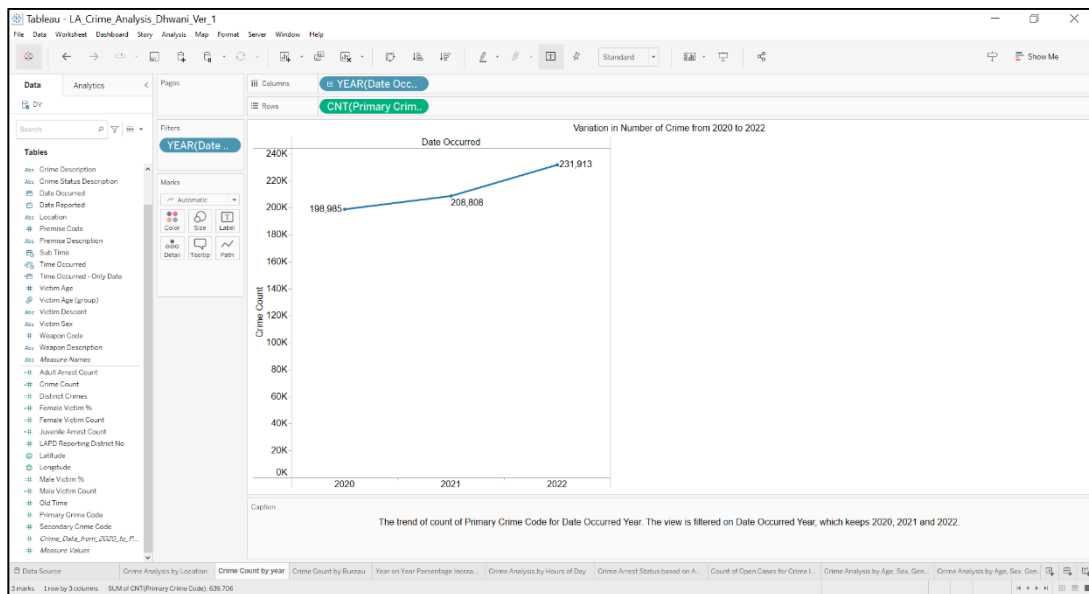 Tableau - LA_Crime_Analysis_Dhwani_Ver_1
File Data Worksheet Dashboard Story Analysis Map Format Server Window Help
Standard
Show Me
Data Analytics
DV
Search
Tables
Abc Crime Description
Abc Crime Status Description
Date Occurred
Date Reported
Abc Location
# Premise Code
Abc Premise Description
Sub Time
Time Occurred
Time Occurred - Only Date
# Victim Age
Victim Age (group)
Abc Victim Descent
Abc Victim Sex
# Weapon Code
Abc Weapon Description
Abc Measure Names
=# Adult Arrest Count
=# Crime Count
=# Distinct Crimes
=# Female Victim %
=# Female Victim Count
=# Juvenile Arrest Count
# LAPD Reporting District No
Latitude
Longitude
=# Male Victim %
=# Male Victim Count
# Old Time
# Primary Crime Code
# Secondary Crime Code
# Crime_Data_from_2020_to_P...
# Measure Values
Pages
Filters
YEAR(Date ..
Marks
Automatic
Color Size Label
Detail Tooltip Path
Columns YEAR(Date Occ..
Rows CNT(Primary Crim..
Variation in Number of Crime from 2020 to 2022
Date Occurred
Crime Count
240K
220K
200K
180K
160K
140K
120K
100K
80K
60K
40K
20K
0K
198,985
208,808
231,913
2020 2021 2022
Caption
The trend of count of Primary Crime Code for Date Occurred Year. The view is filtered on Date Occurred Year, which keeps 2020, 2021 and 2022.
Data Source Crime Analysis by Location Crime Count by year Crime Count by Bureau Year on Year Percentage Increa... Crime Analysis by Hours of Day Crime Arrest Status based on A... Count of Open Cases for Crime I... Crime Analysis by Age, Sex, Gen... Crime Analysis by Age, Sex, Gen
3 marks 1 row by 3 columns SUM of CNT(Primary Crime Code): 639,706